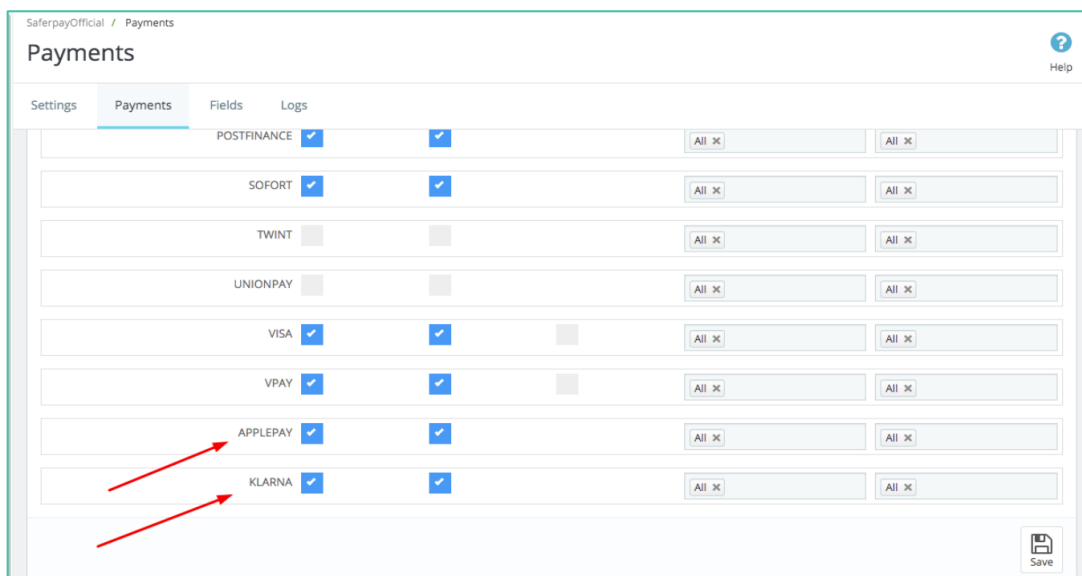 SaferpayOfficial / Payments
Payments
Help
Settings Payments Fields Logs
POSTFINANCE All × All ×
SOFORT All × All ×
TWINT All × All ×
UNIONPAY All × All ×
VISA All × All ×
VPAY All × All ×
APPLEPAY All × All ×
KLARNA All × All ×
Save